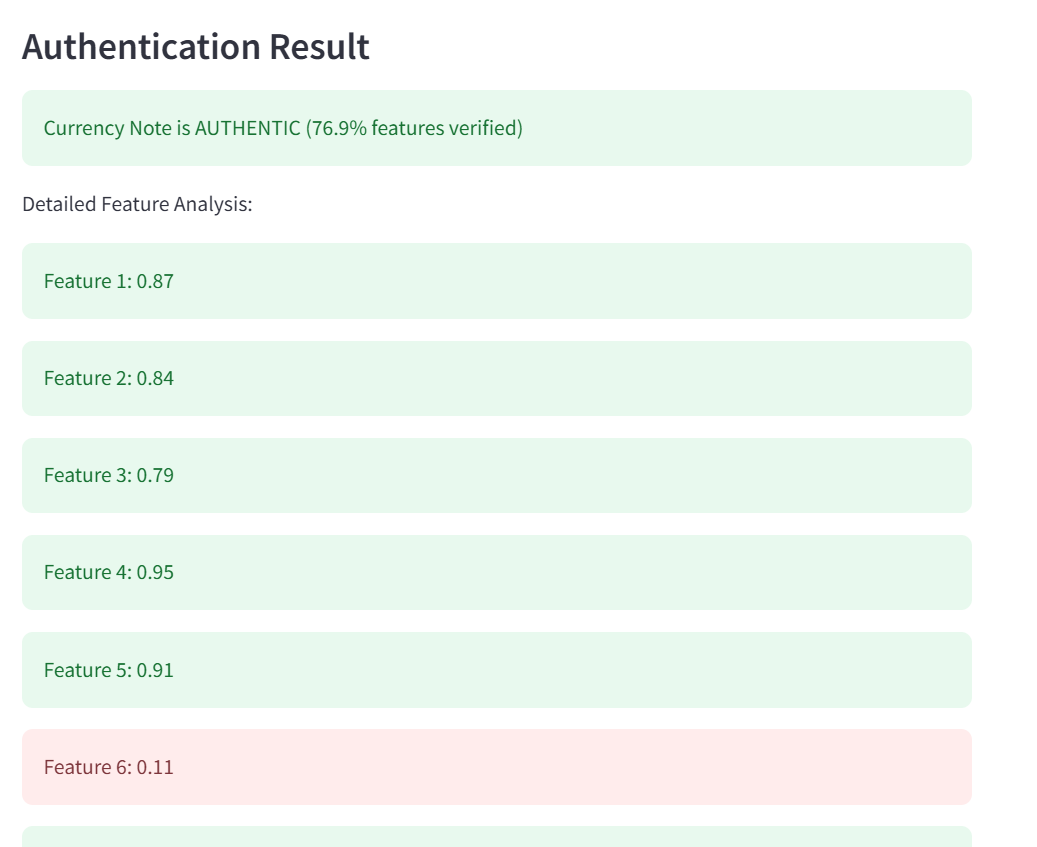 Authentication Result
Currency Note is AUTHENTIC (76.9% features verified)
Detailed Feature Analysis:
Feature 1: 0.87
Feature 2: 0.84
Feature 3: 0.79
Feature 4: 0.95
Feature 5: 0.91
Feature 6: 0.11